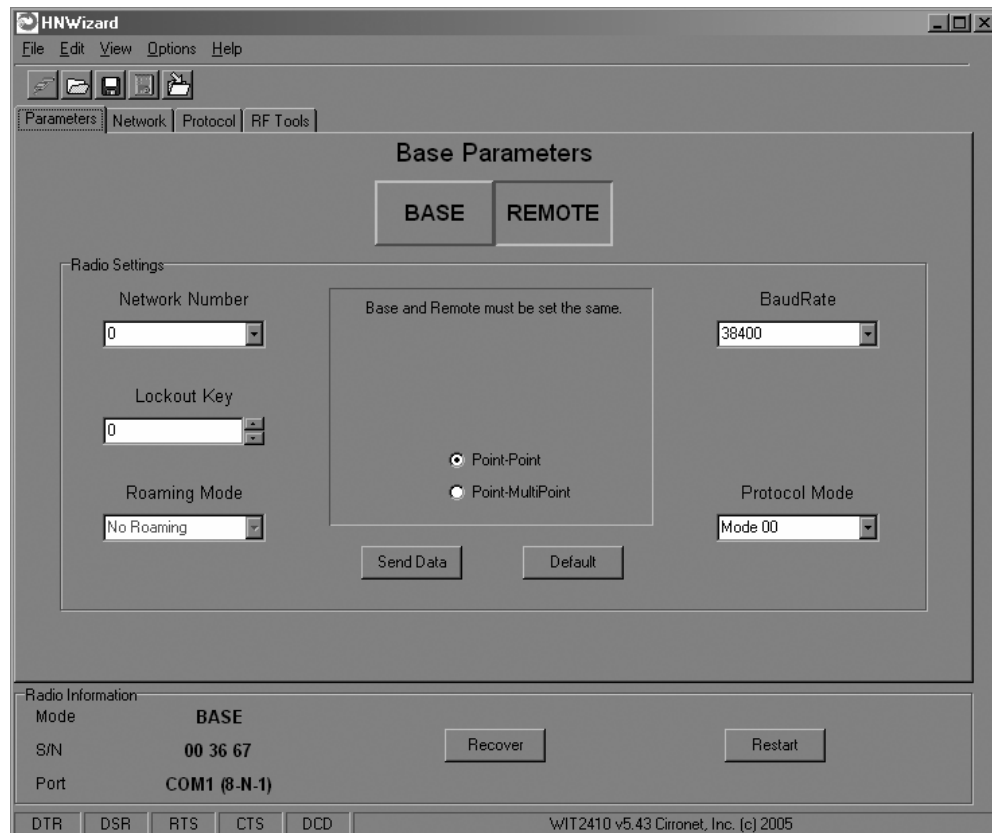 HNWizard
File Edit View Options Help
Parameters Network Protocol RF Tools
Base Parameters
BASE REMOTE
Radio Settings
Network Number
0
Lockout Key
0
Roaming Mode
No Roaming
Base and Remote must be set the same.
Point-Point
Point-MultiPoint
Send Data Default
BaudRate
38400
Protocol Mode
Mode 00
Radio Information
Mode BASE
S/N 00 36 67
Port COM1 (8-N-1)
Recover Restart
DTR DSR RTS CTS DCD WIT2410 v5.43 Cirronet, Inc. (c) 2005